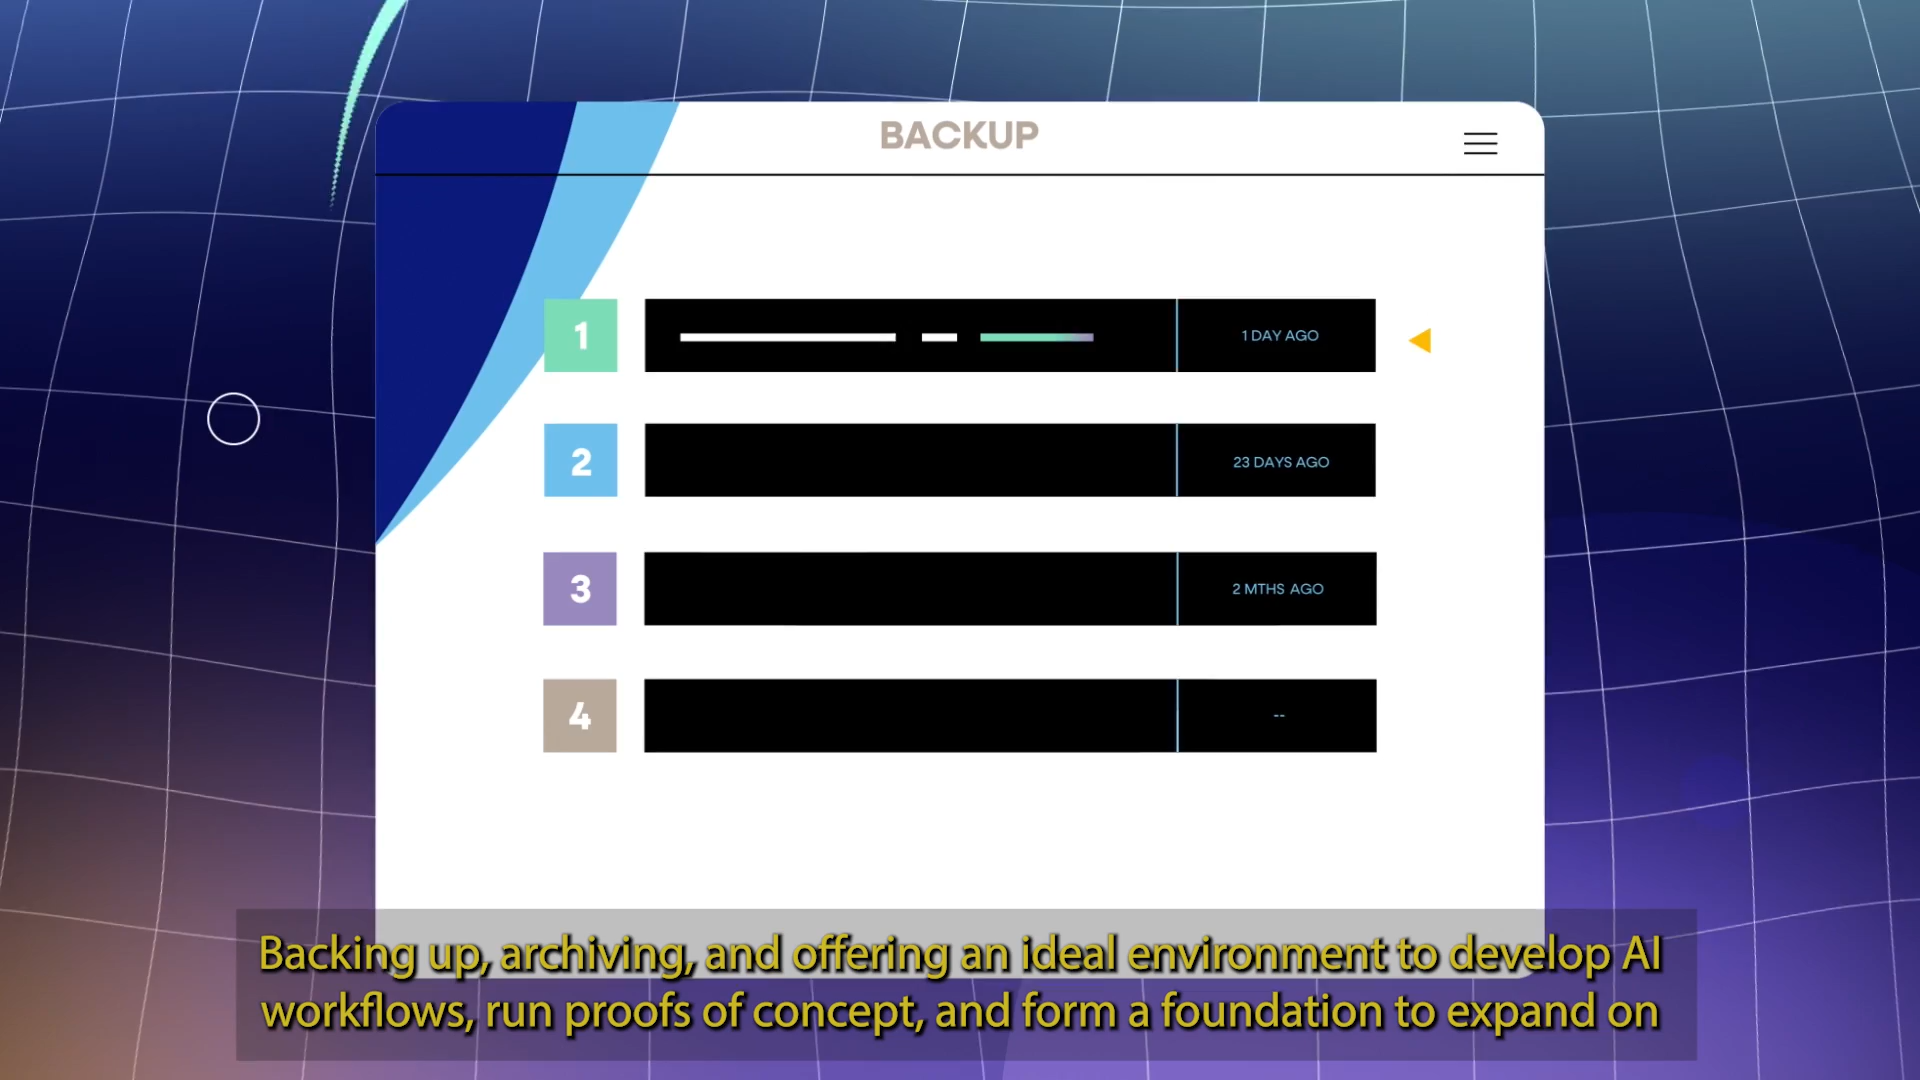 BACKUP
1
1 DAY AGO
2
23 DAYS AGO
3
2 MTHS AGO
4
--
Backing up, archiving, and offering an ideal environment to develop AI
workflows, run proofs of concept, and form a foundation to expand on